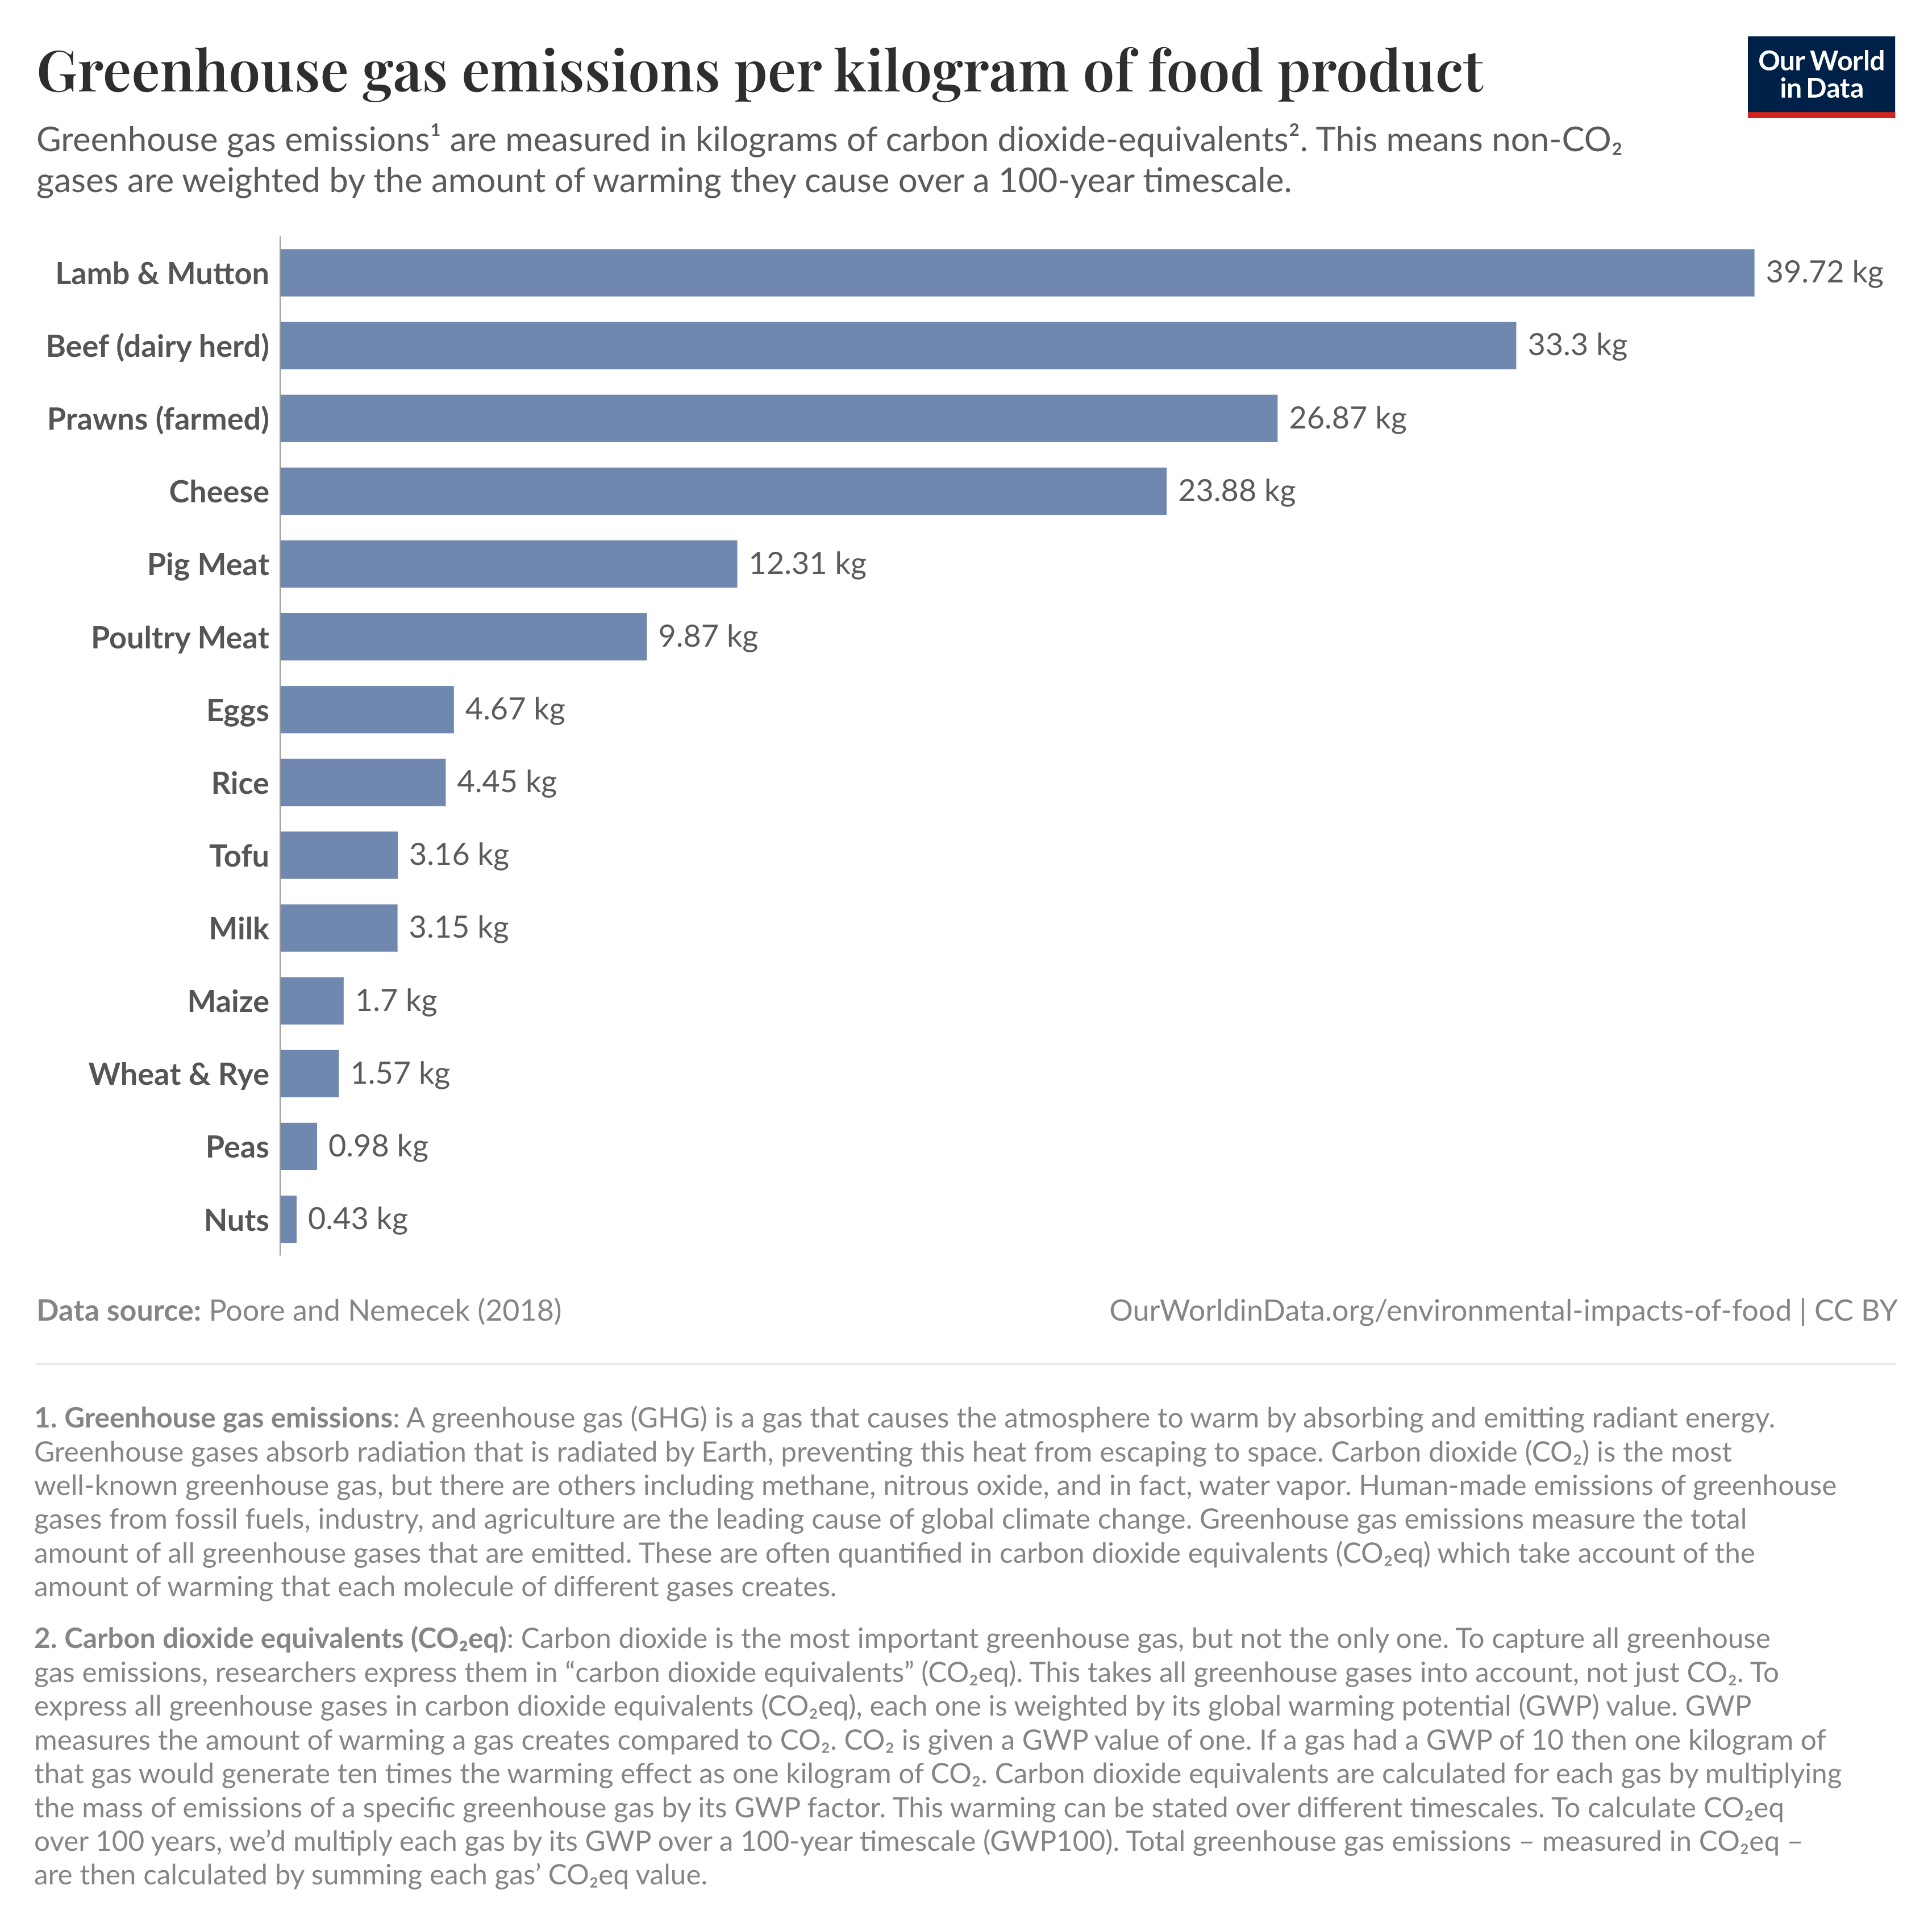 Greenhouse gas emissions per kilogram of food product
Our World
in Data
Greenhouse gas emissions¹ are measured in kilograms of carbon dioxide-equivalents². This means non-CO₂
gases are weighted by the amount of warming they cause over a 100-year timescale.
Lamb & Mutton 39.72 kg
Beef (dairy herd) 33.3 kg
Prawns (farmed) 26.87 kg
Cheese 23.88 kg
Pig Meat 12.31 kg
Poultry Meat 9.87 kg
Eggs 4.67 kg
Rice 4.45 kg
Tofu 3.16 kg
Milk 3.15 kg
Maize 1.7 kg
Wheat & Rye 1.57 kg
Peas 0.98 kg
Nuts 0.43 kg
Data source: Poore and Nemecek (2018) OurWorldinData.org/environmental-impacts-of-food | CC BY
1. Greenhouse gas emissions: A greenhouse gas (GHG) is a gas that causes the atmosphere to warm by absorbing and emitting radiant energy.
Greenhouse gases absorb radiation that is radiated by Earth, preventing this heat from escaping to space. Carbon dioxide (CO₂) is the most
well-known greenhouse gas, but there are others including methane, nitrous oxide, and in fact, water vapor. Human-made emissions of greenhouse
gases from fossil fuels, industry, and agriculture are the leading cause of global climate change. Greenhouse gas emissions measure the total
amount of all greenhouse gases that are emitted. These are often quantified in carbon dioxide equivalents (CO₂eq) which take account of the
amount of warming that each molecule of different gases creates.
2. Carbon dioxide equivalents (CO₂eq): Carbon dioxide is the most important greenhouse gas, but not the only one. To capture all greenhouse
gas emissions, researchers express them in “carbon dioxide equivalents” (CO₂eq). This takes all greenhouse gases into account, not just CO₂. To
express all greenhouse gases in carbon dioxide equivalents (CO₂eq), each one is weighted by its global warming potential (GWP) value. GWP
measures the amount of warming a gas creates compared to CO₂. CO₂ is given a GWP value of one. If a gas had a GWP of 10 then one kilogram of
that gas would generate ten times the warming effect as one kilogram of CO₂. Carbon dioxide equivalents are calculated for each gas by multiplying
the mass of emissions of a specific greenhouse gas by its GWP factor. This warming can be stated over different timescales. To calculate CO₂eq
over 100 years, we’d multiply each gas by its GWP over a 100-year timescale (GWP100). Total greenhouse gas emissions – measured in CO₂eq –
are then calculated by summing each gas’ CO₂eq value.